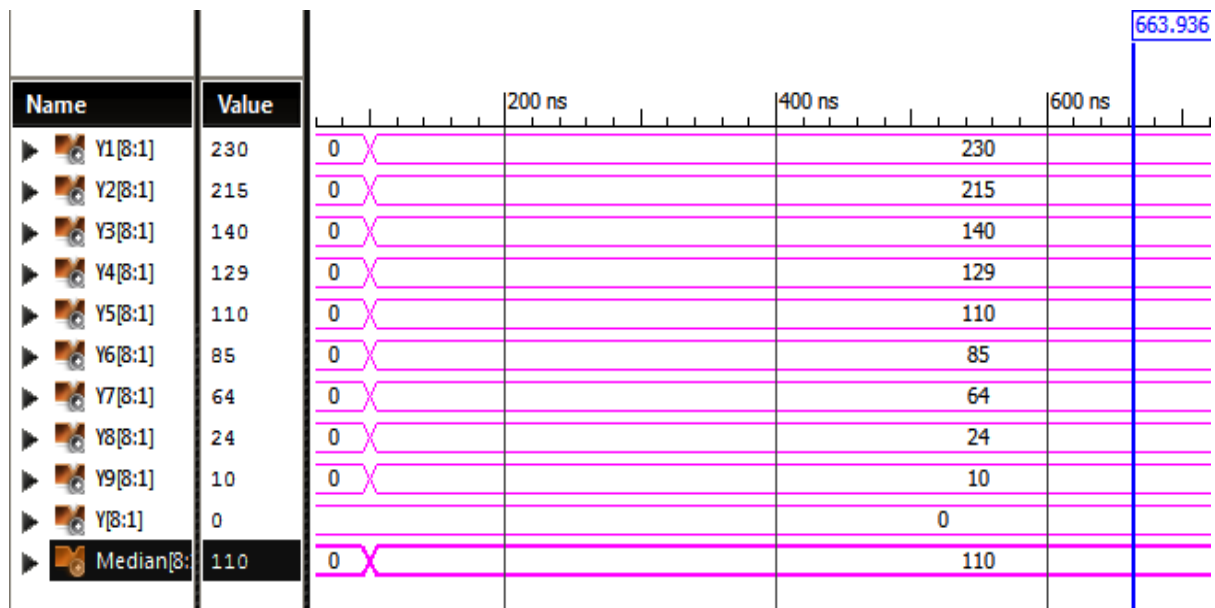 663.936
Name Value 200 ns 400 ns 600 ns
Y1[8:1] 230 0 230
Y2[8:1] 215 0 215
Y3[8:1] 140 0 140
Y4[8:1] 129 0 129
Y5[8:1] 110 0 110
Y6[8:1] 85 0 85
Y7[8:1] 64 0 64
Y8[8:1] 24 0 24
Y9[8:1] 10 0 10
Y[8:1] 0 0
Median[8: 110 0 110